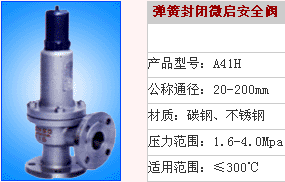 弹簧封闭微启安全阀
产品型号：A41H
公称通径：20-200mm
材质：碳钢、不锈钢
压力范围：1.6-4.0Mpa
适用范围：≤300℃